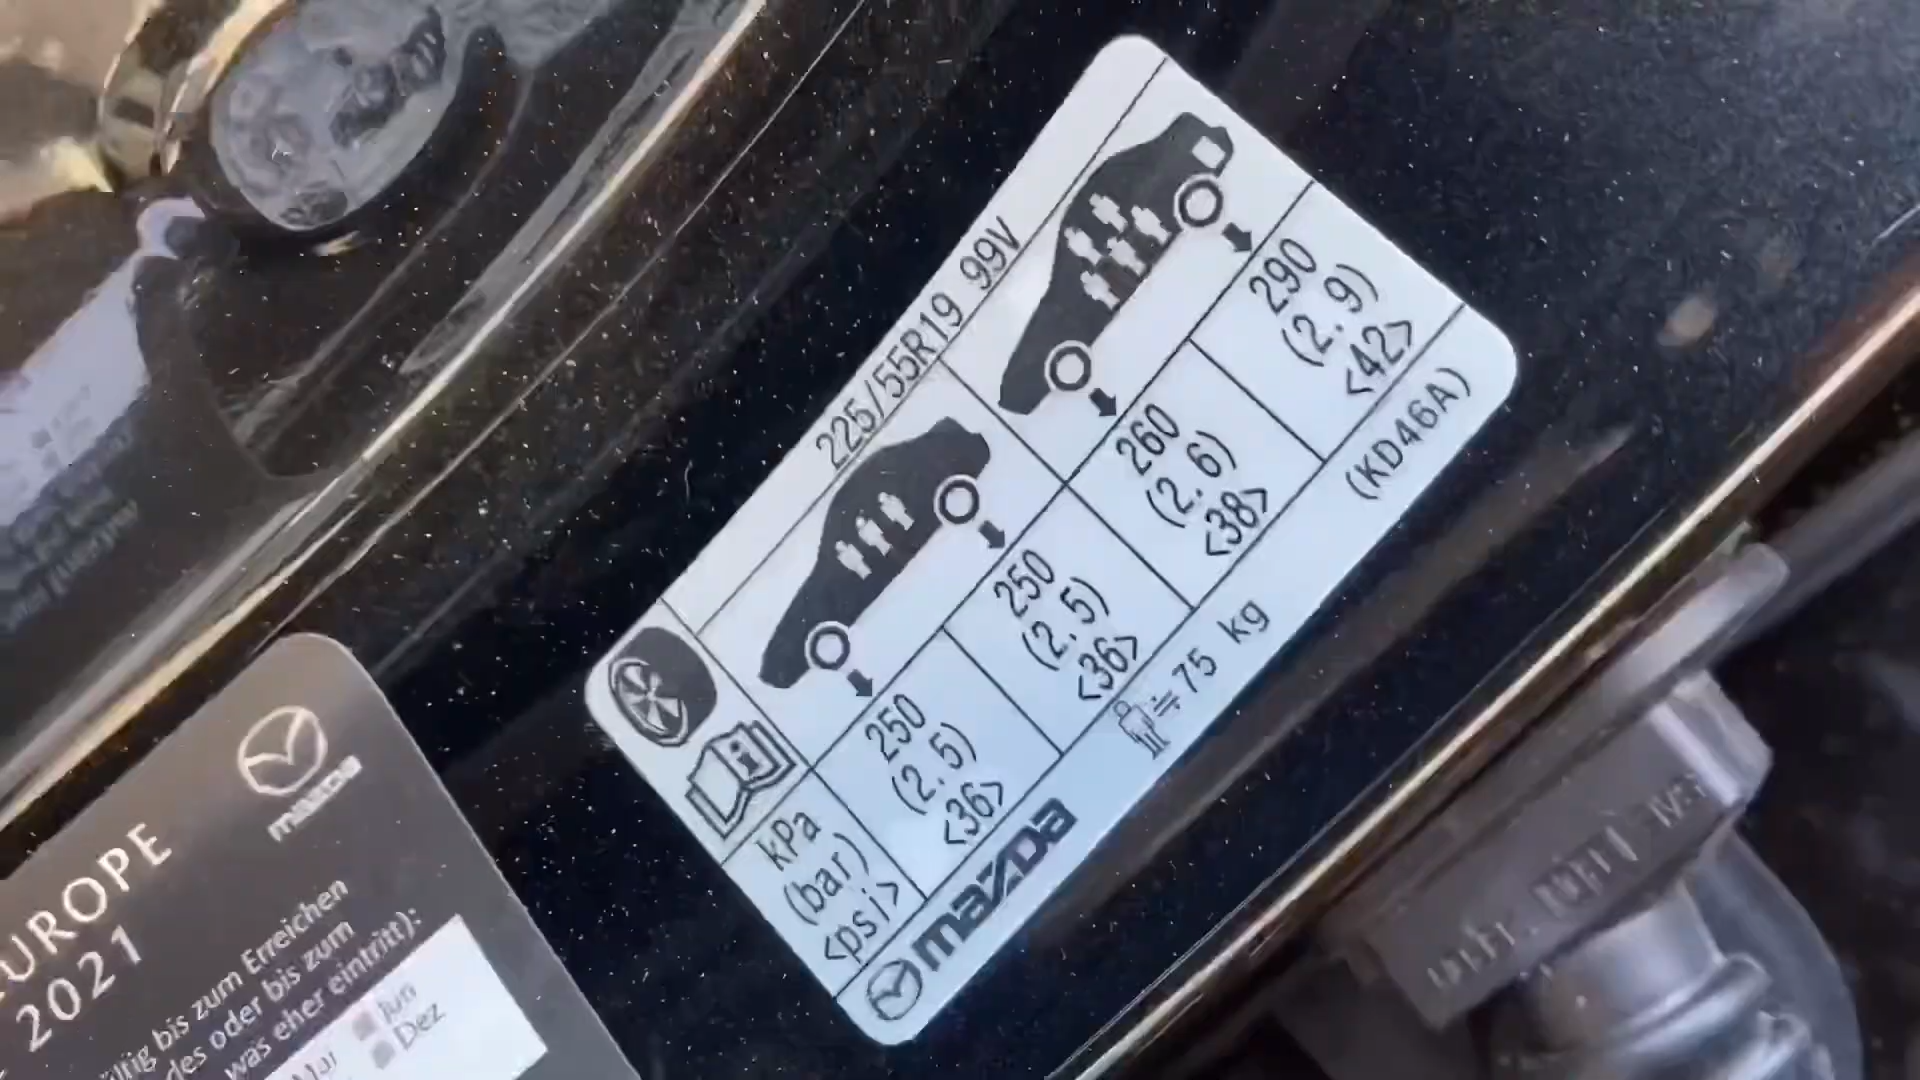 225/55R19 99V
kPa
(bar)
<psi>
250
(2.5)
<36>
250
(2.5)
<36>
260
(2.6)
<38>
290
(2.9)
<42>
mazda
≒75 kg
(KD46A)
mazda
EUROPE
2021
bis zum Erreichen
des oder bis zum
was eher eintritt):
Jun
Dez